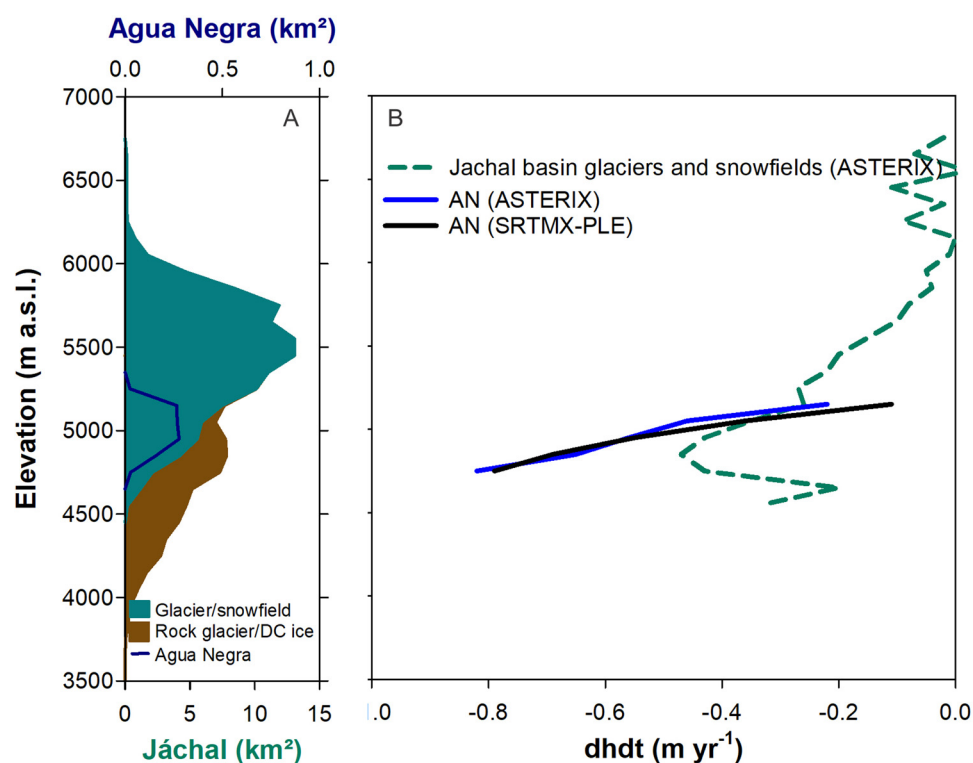 Agua Negra (km²)
0.0 0.5 1.0
7000
6500
6000
5500
5000
4500
4000
3500
Elevation (m a.s.l.)
A
Glacier/snowfield
Rock glacier/DC ice
Agua Negra
0 5 10 15
Jáchal (km²)
B
Jachal basin glaciers and snowfields (ASTERIX)
AN (ASTERIX)
AN (SRTMX-PLE)
.0 -0.8 -0.6 -0.4 -0.2 0.0
dhdt (m yr⁻¹)